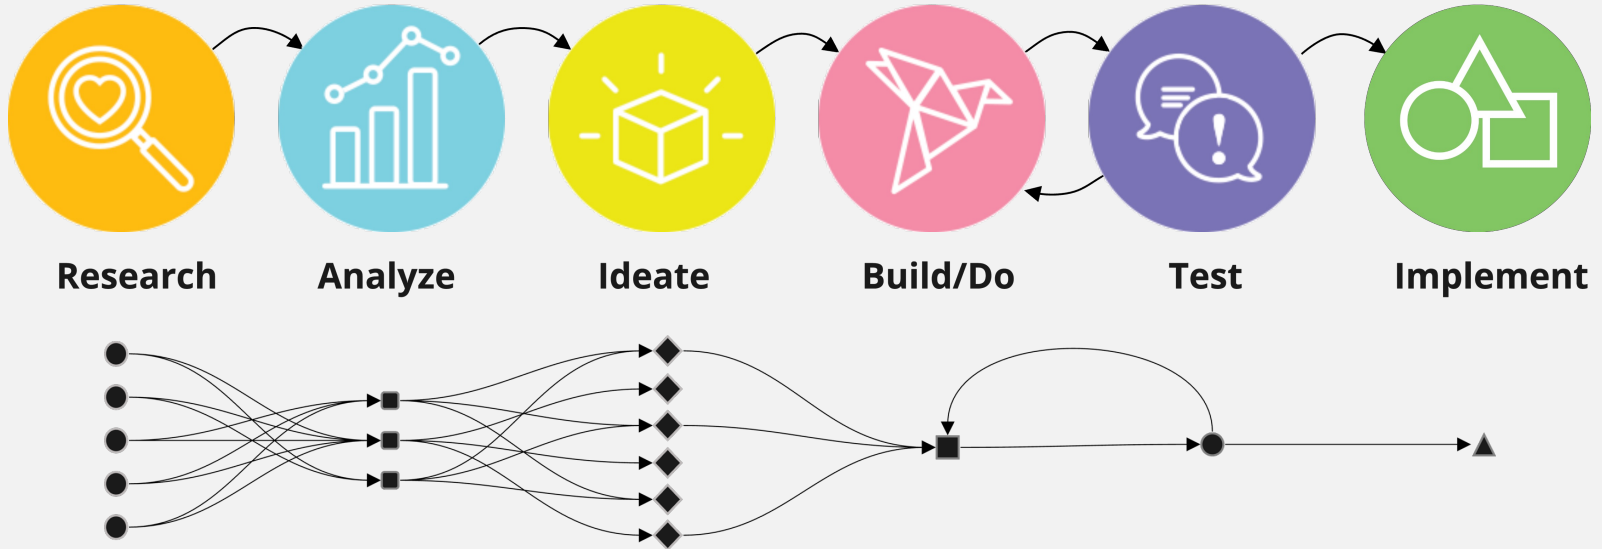 Research
Analyze
Ideate
Build/Do
Test
Implement